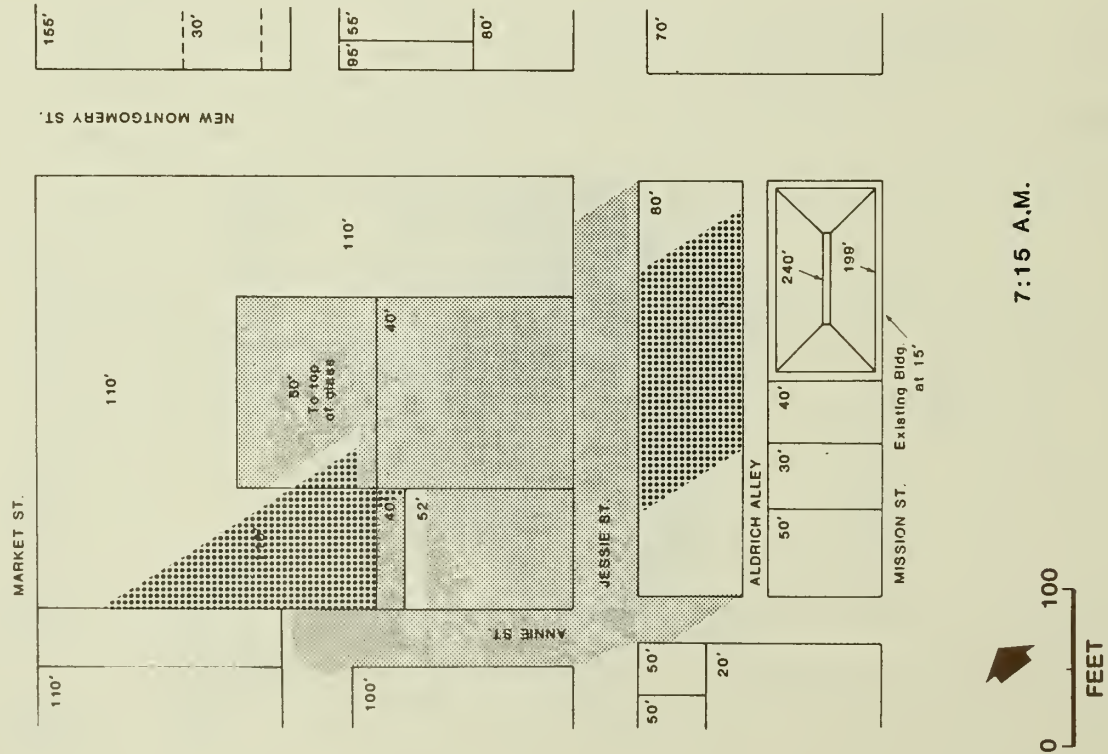 155'
30'
95'
55'
80'
70'
NEW MONTGOMERY ST.
MARKET ST.
110'
110'
50'
To top
of glass
40'
40'
52'
110'
100'
ANNIE ST.
JESSIE ST.
80'
ALDRICH ALLEY
50'
50'
20'
50'
30'
40'
240'
199'
Existing Bldg.
at 15'
MISSION ST.
7:15 A.M.
0
100
FEET